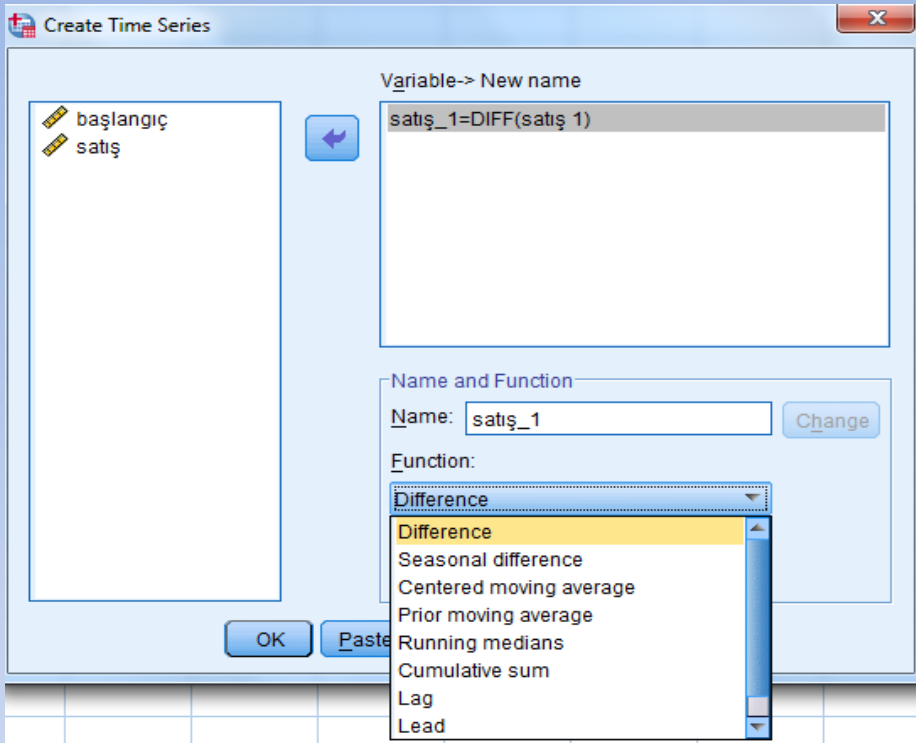 Create Time Series
Variable-> New name
başlangıç
satış
satış_1=DIFF(satış 1)
Name and Function
Name: satış_1 Change
Function:
Difference
Difference
Seasonal difference
Centered moving average
Prior moving average
Running medians
Cumulative sum
Lag
Lead
OK Paste